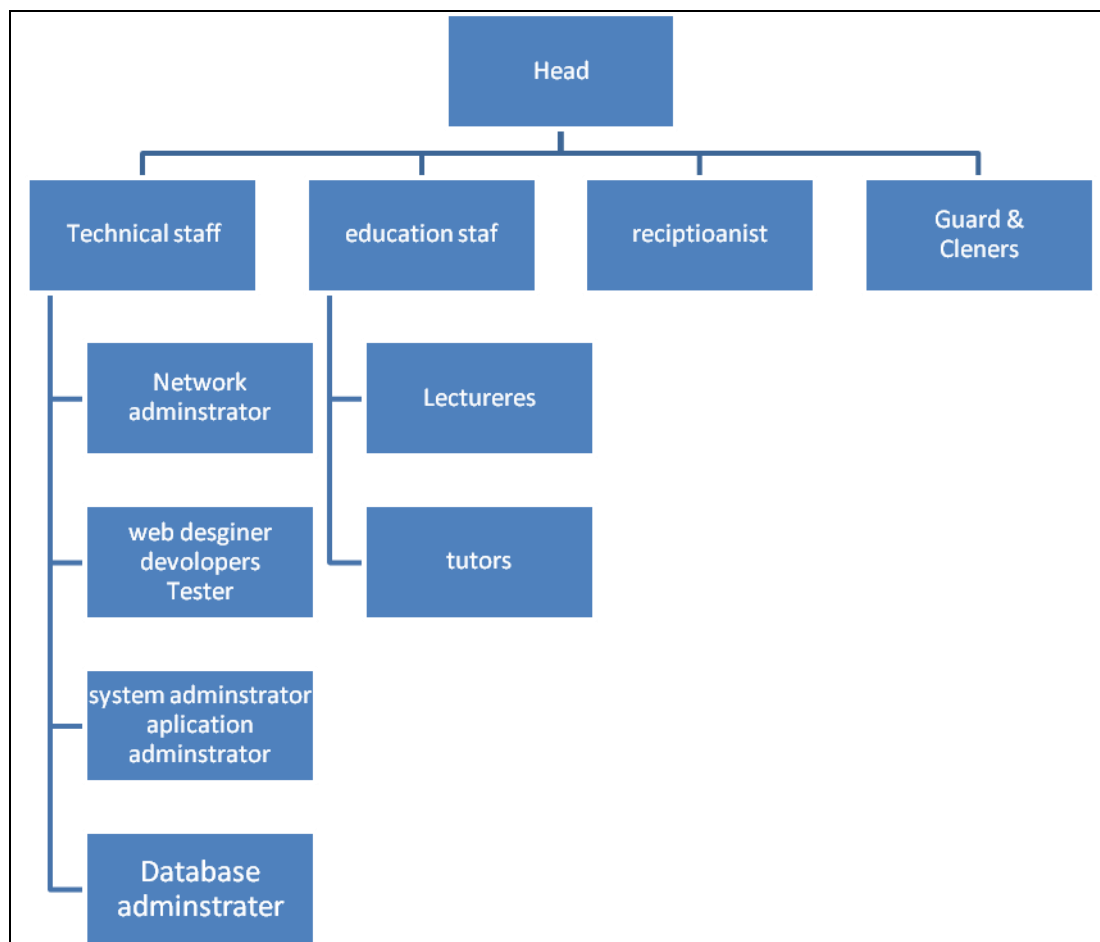 Head
Technical staff
education staf
reciptioanist
Guard &
Cleners
Network
adminstrator
Lectureres
web desginer
devolopers
Tester
tutors
system adminstrator
aplication
adminstrator
Database
adminstrater